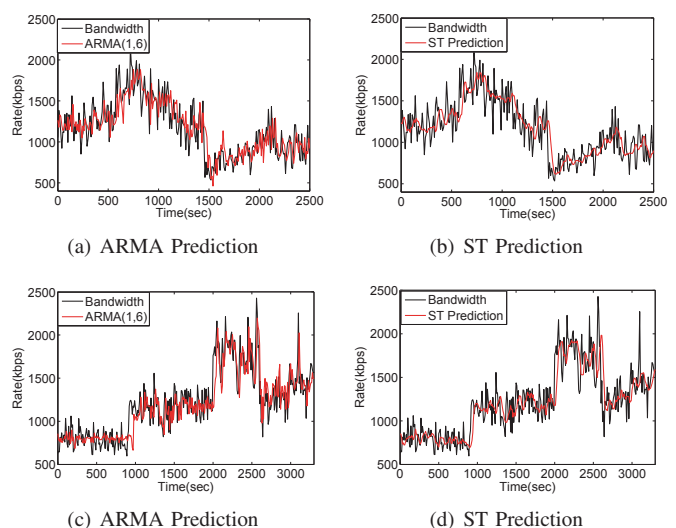 2500
2000
1500
1000
500
Rate(kbps)
Bandwidth
ARMA(1,6)
0 500 1000 1500 2000 2500
Time(sec)
(a) ARMA Prediction
2500
2000
1500
1000
500
Rate(kbps)
Bandwidth
ST Prediction
0 500 1000 1500 2000 2500
Time(sec)
(b) ST Prediction
2500
2000
1500
1000
500
Rate(kbps)
Bandwidth
ARMA(1,6)
0 500 1000 1500 2000 2500 3000
Time(sec)
(c) ARMA Prediction
2500
2000
1500
1000
500
Rate(kbps)
Bandwidth
ST Prediction
0 500 1000 1500 2000 2500 3000
Time(sec)
(d) ST Prediction